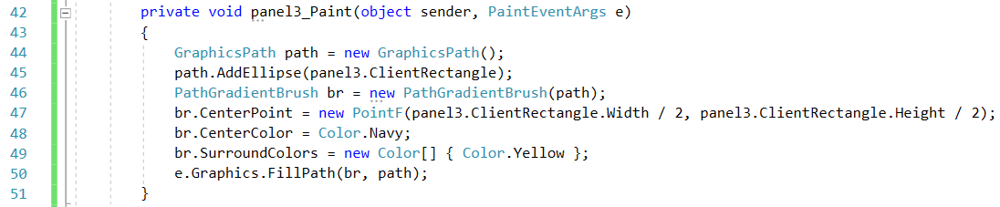 42 private void panel3_Paint(object sender, PaintEventArgs e)
43 {
44 GraphicsPath path = new GraphicsPath();
45 path.AddEllipse(panel3.ClientRectangle);
46 PathGradientBrush br = new PathGradientBrush(path);
47 br.CenterPoint = new PointF(panel3.ClientRectangle.Width / 2, panel3.ClientRectangle.Height / 2);
48 br.CenterColor = Color.Navy;
49 br.SurroundColors = new Color[] { Color.Yellow };
50 e.Graphics.FillPath(br, path);
51 }